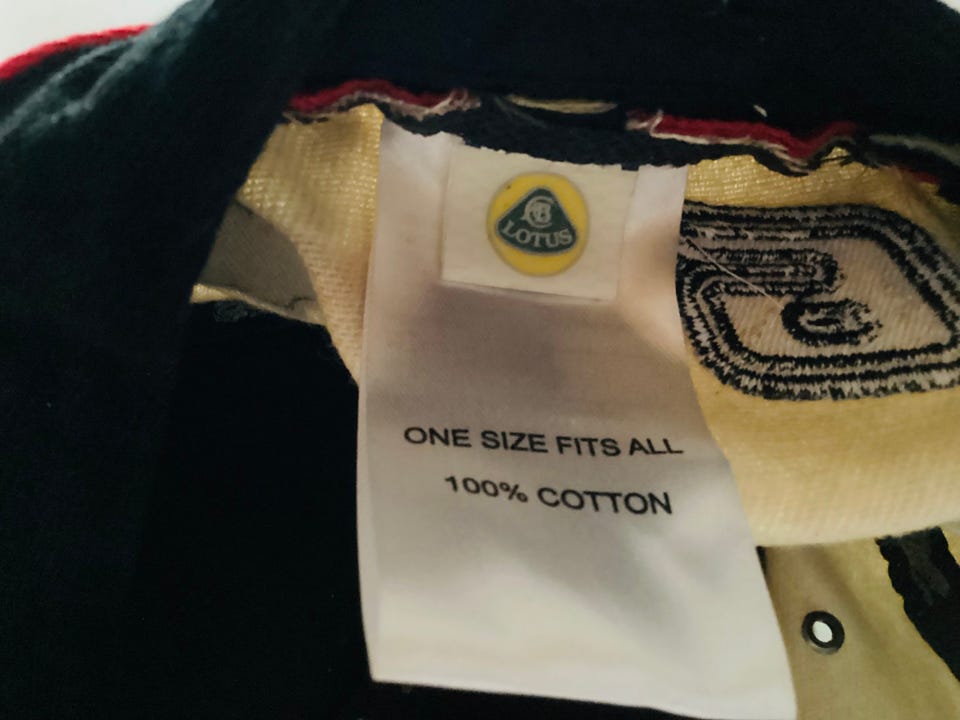 LOTUS
ONE SIZE FITS ALL
100% COTTON